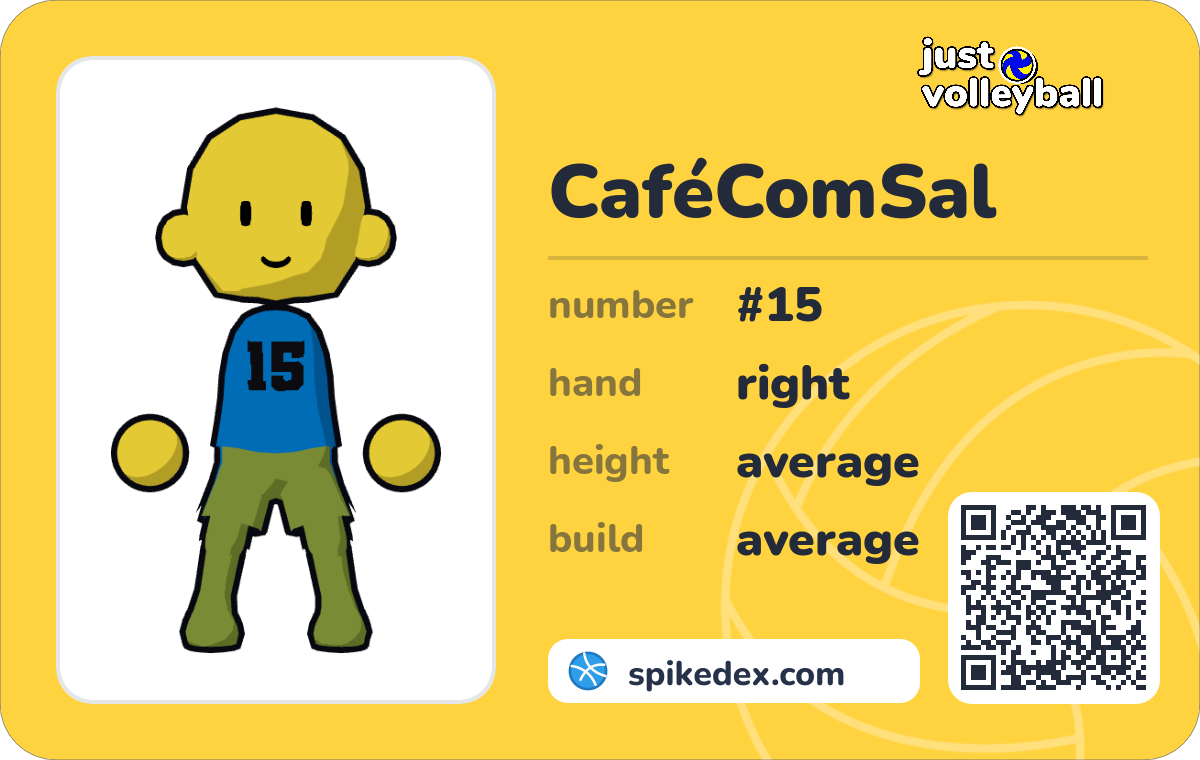 just
volleyball
CaféComSal
number #15
hand right
height average
build average
15
spikedex.com